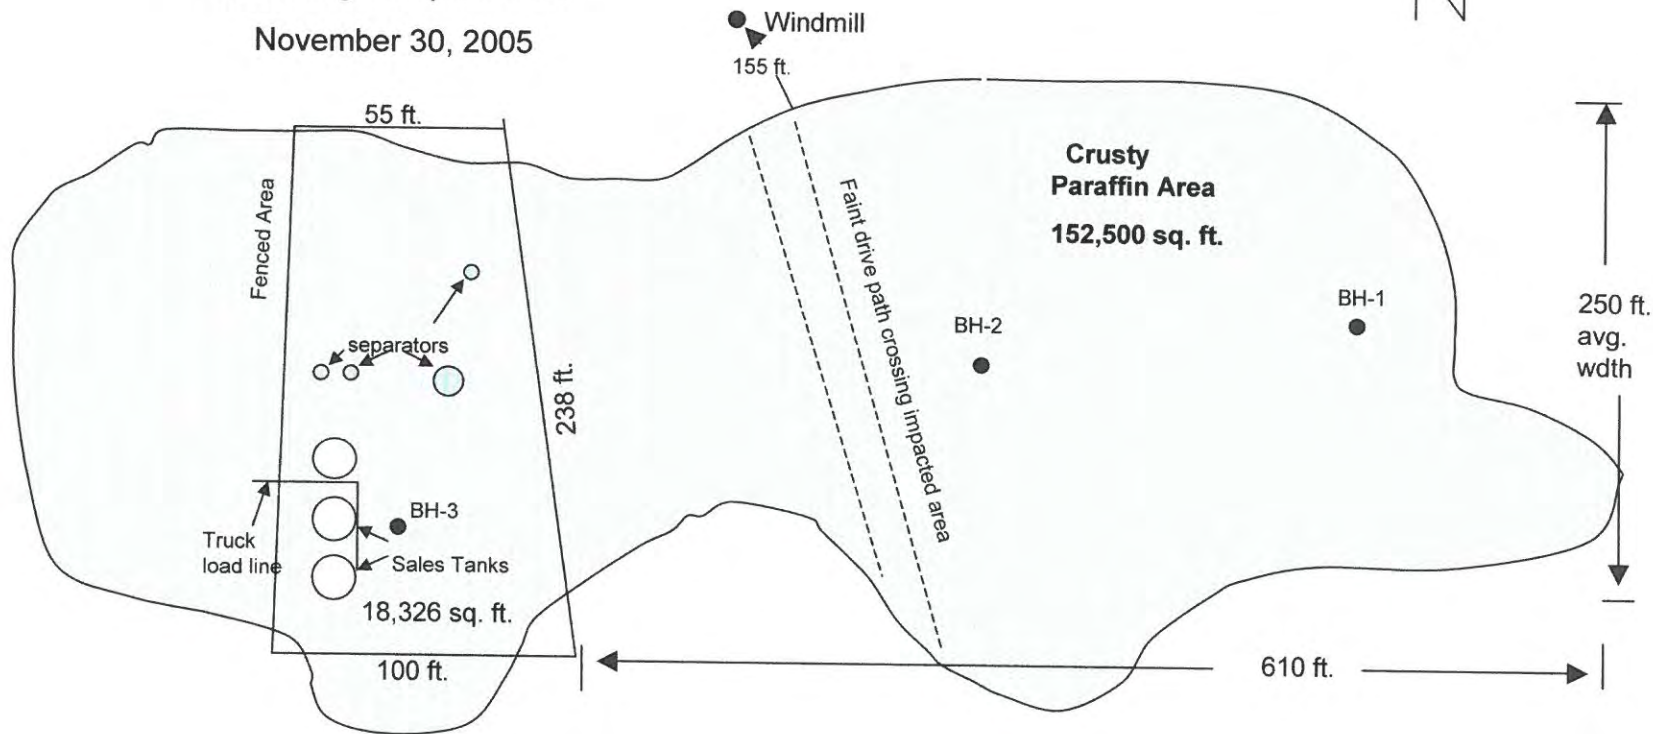 November 30, 2005
Windmill
155 ft.
55 ft.
Fenced Area
Crusty
Paraffin Area
152,500 sq. ft.
Faint drive path crossing impacted area
BH-1
BH-2
250 ft.
avg.
wdth
separators
238 ft.
BH-3
Truck
load line
Sales Tanks
18,326 sq. ft.
100 ft.
610 ft.